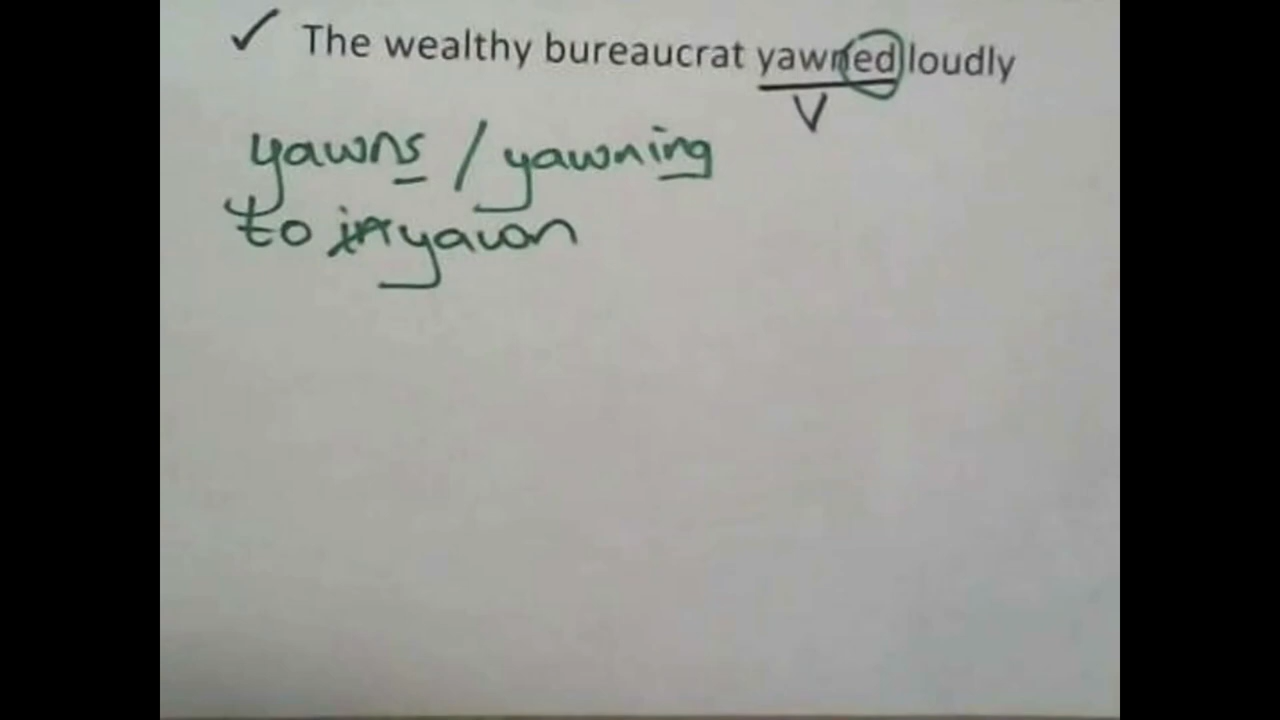 ✓ The wealthy bureaucrat yawned loudly
V
yawns / yawning
to yawn